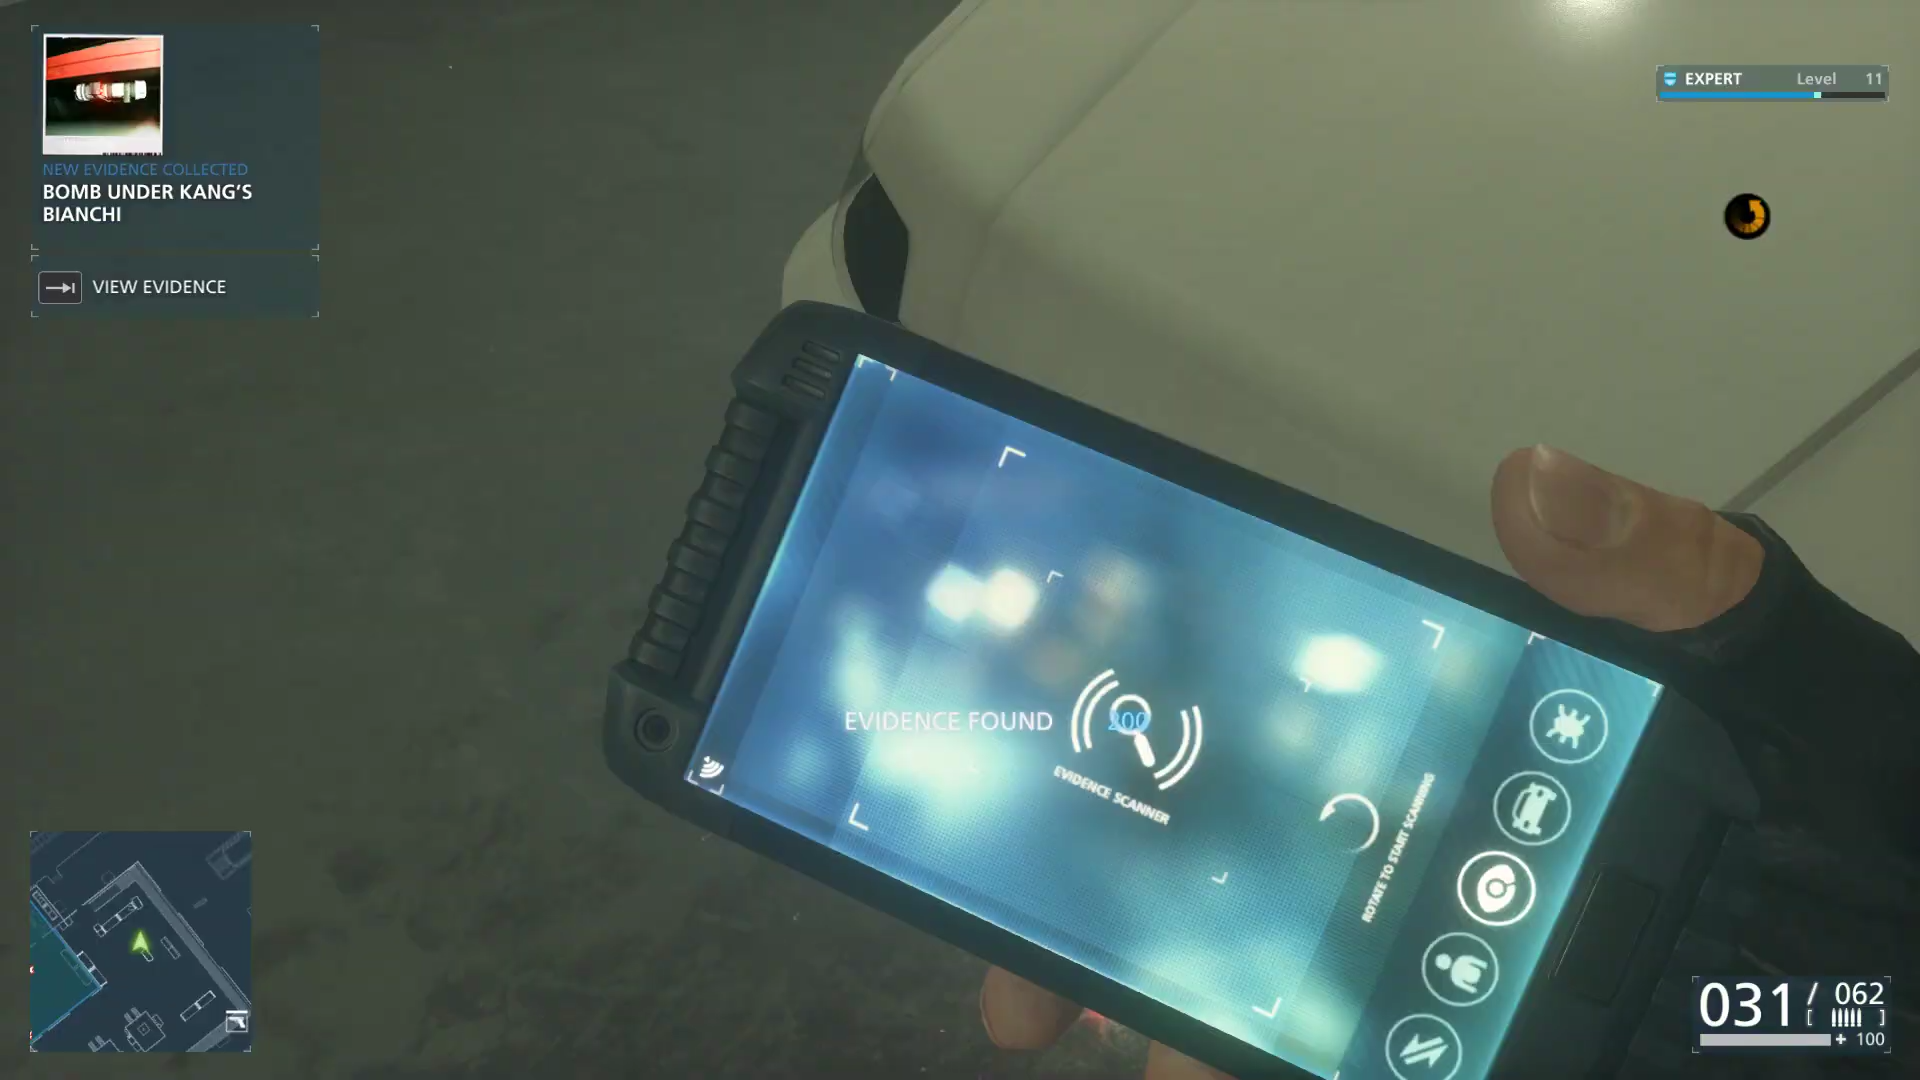 NEW EVIDENCE COLLECTED
BOMB UNDER KANG'S
BIANCHI
VIEW EVIDENCE
EXPERT Level 11
EVIDENCE FOUND 200
EVIDENCE SCANNER
ROTATE TO START SCANNING
031 / 062
+ 100